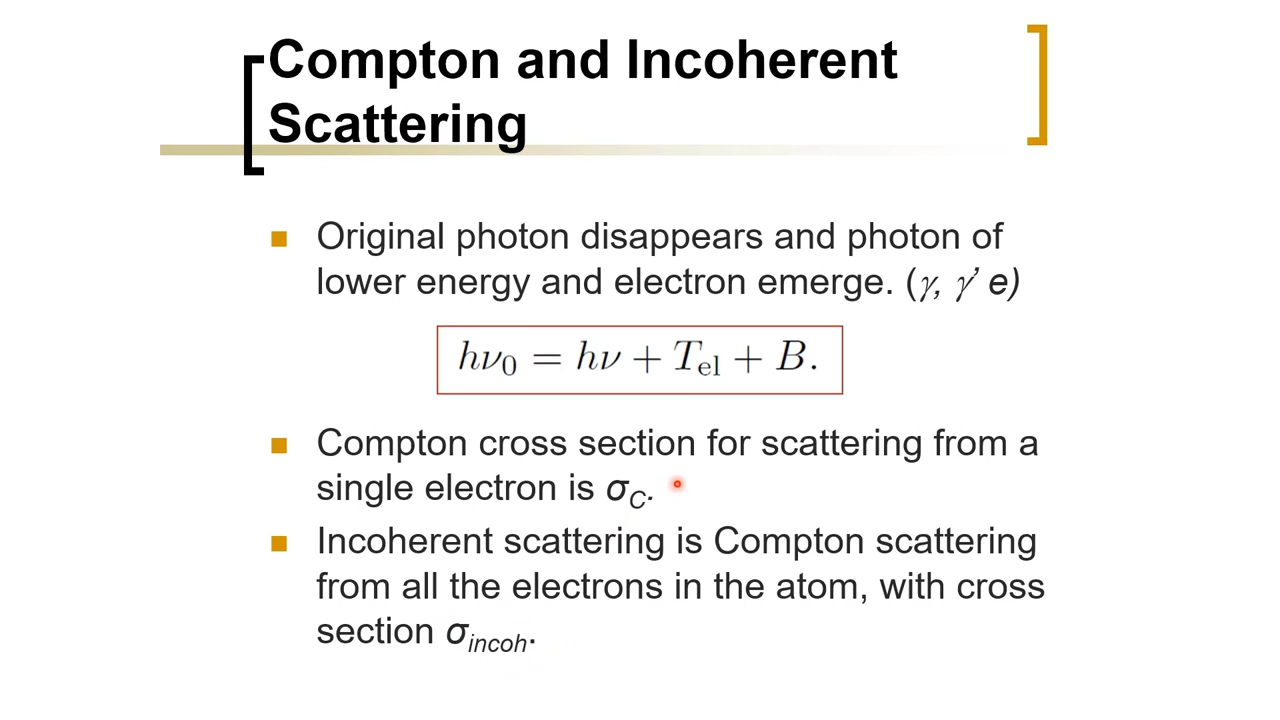 Compton and Incoherent
Scattering
Original photon disappears and photon of
lower energy and electron emerge. (γ, γ’ e)
hν₀ = hν + Tₑₗ + B.
Compton cross section for scattering from a
single electron is σ_C.
Incoherent scattering is Compton scattering
from all the electrons in the atom, with cross
section σ_incoh.